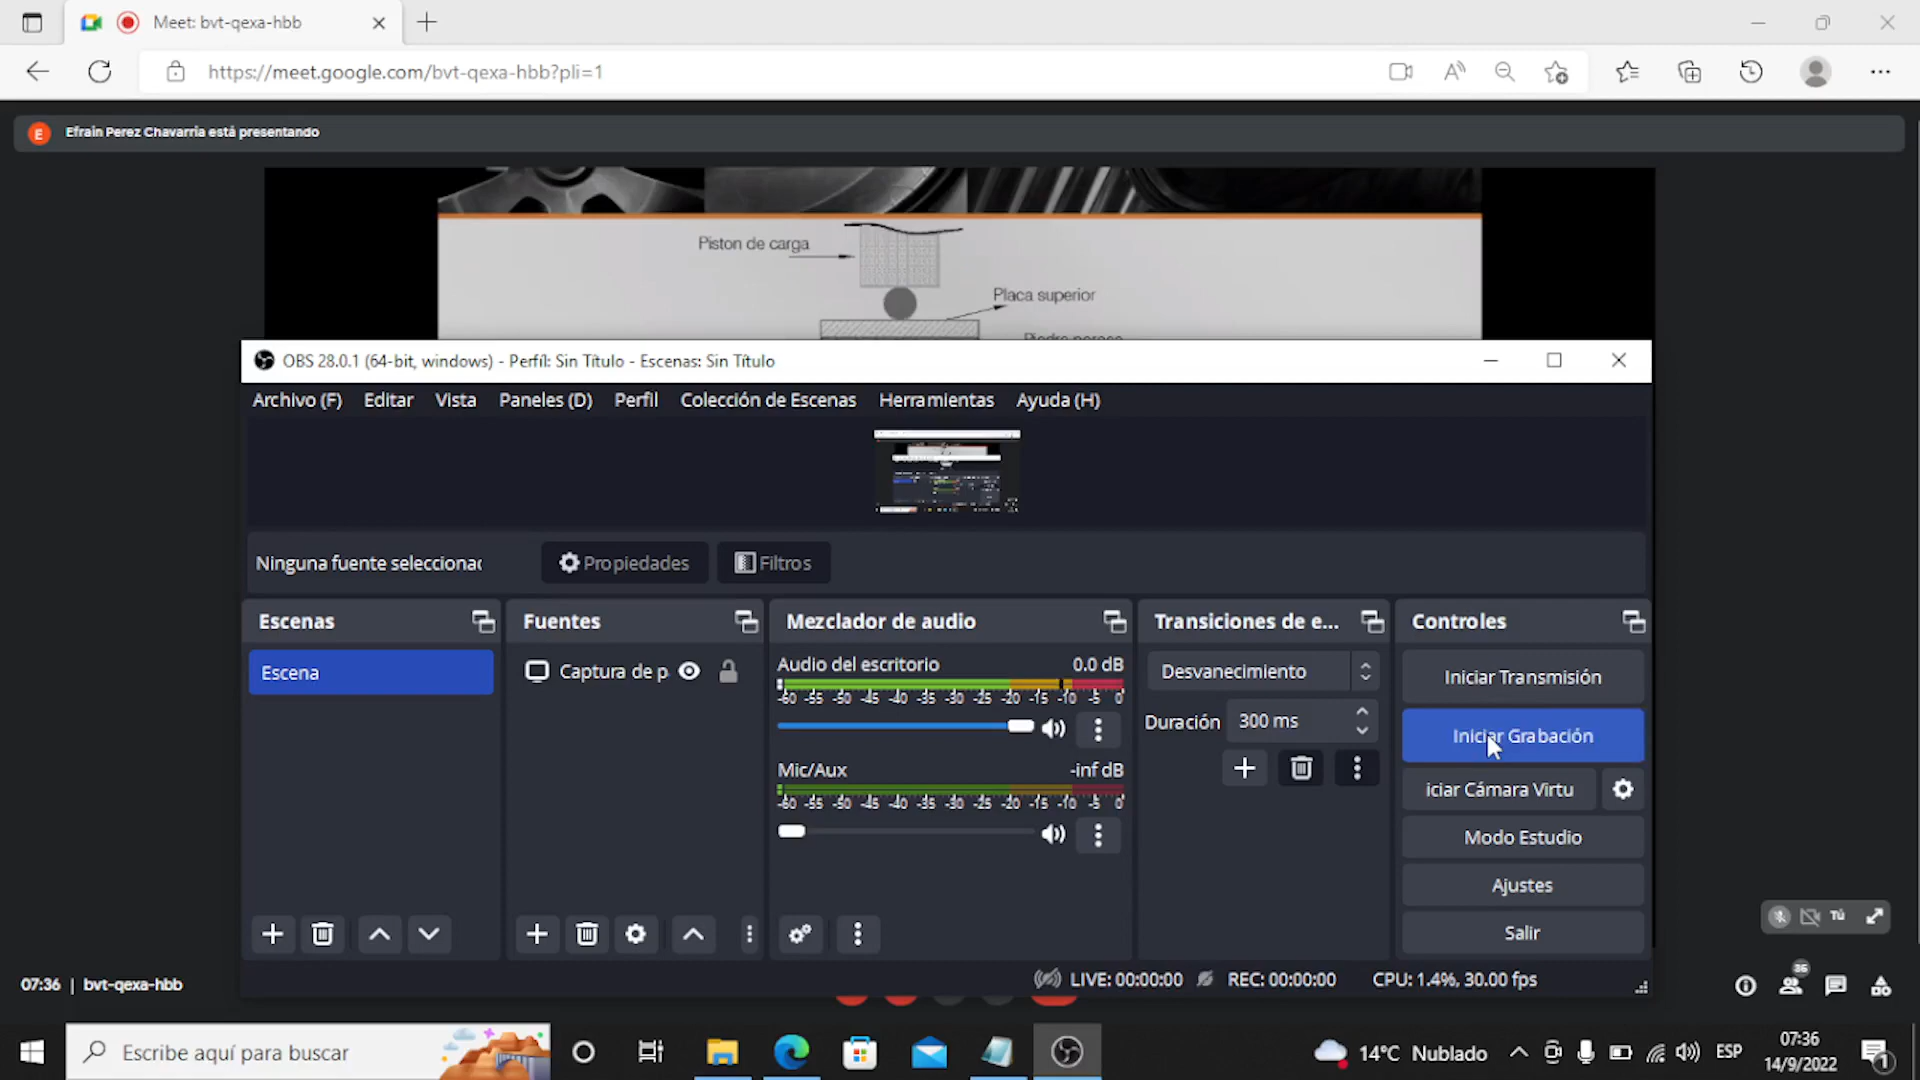 Meet: bvt-qexa-hbb
https://meet.google.com/bvt-qexa-hbb?pli=1
E Efrain Perez Chavarria está presentando
Piston de carga
Placa superior
OBS 28.0.1 (64-bit, windows) - Perfil: Sin Título - Escenas: Sin Título
Archivo (F) Editar Vista Paneles (D) Perfil Colección de Escenas Herramientas Ayuda (H)
Ninguna fuente seleccionad Propiedades Filtros
Escenas Fuentes Mezclador de audio Transiciones de e... Controles
Escena
Captura de p
Audio del escritorio 0.0 dB
-60 -55 -50 -45 -40 -35 -30 -25 -20 -15 -10 -5 0
Mic/Aux -inf dB
-60 -55 -50 -45 -40 -35 -30 -25 -20 -15 -10 -5 0
Desvanecimiento
Duración 300 ms
Iniciar Transmisión
Iniciar Grabación
iciar Cámara Virtu
Modo Estudio
Ajustes
Salir
LIVE: 00:00:00 REC: 00:00:00 CPU: 1.4%, 30.00 fps
Tú
07:36 | bvt-qexa-hbb
36
Escribe aquí para buscar
14°C Nublado
ESP
07:36
14/9/2022
1